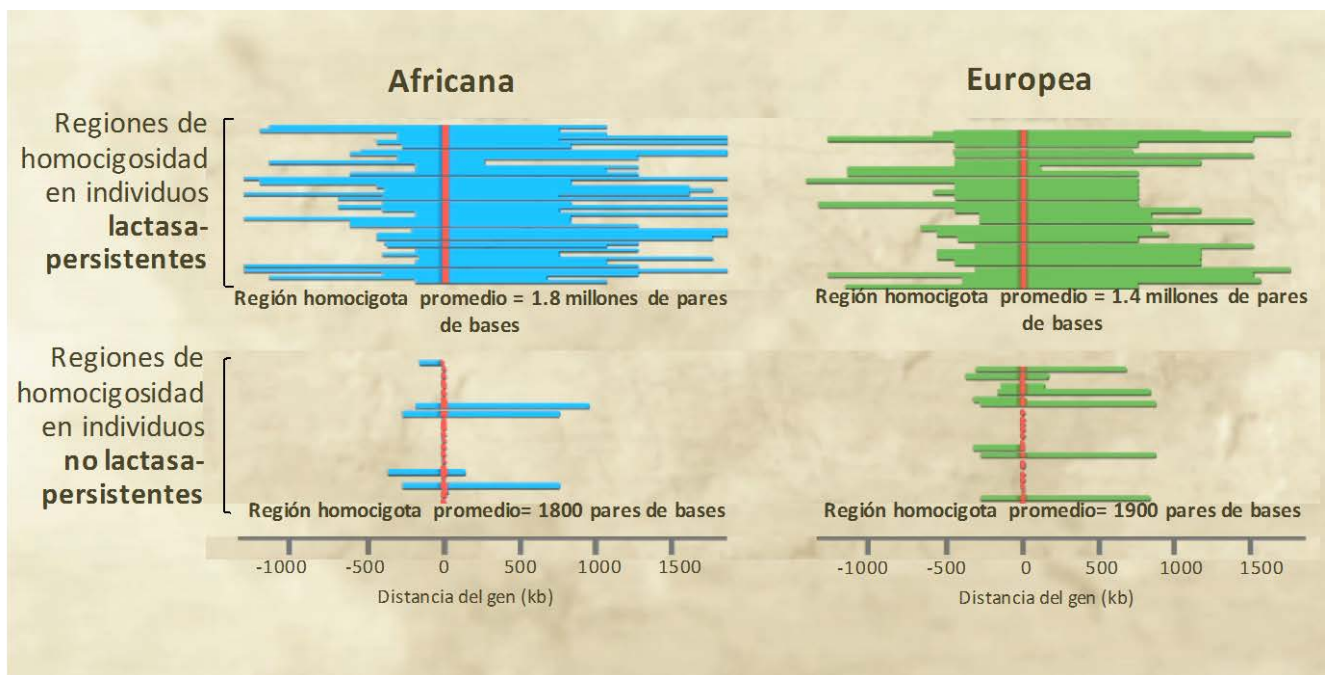 Africana
Europea
Regiones de
homocigosidad
en individuos
lactasa-
persistentes
Región homocigota promedio = 1.8 millones de pares
de bases
Región homocigota promedio = 1.4 millones de pares
de bases
Regiones de
homocigosidad
en individuos
no lactasa-
persistentes
Región homocigota promedio= 1800 pares de bases
Región homocigota promedio= 1900 pares de bases
-1000 -500 0 500 1000 1500
Distancia del gen (kb)
-1000 -500 0 500 1000 1500
Distancia del gen (kb)